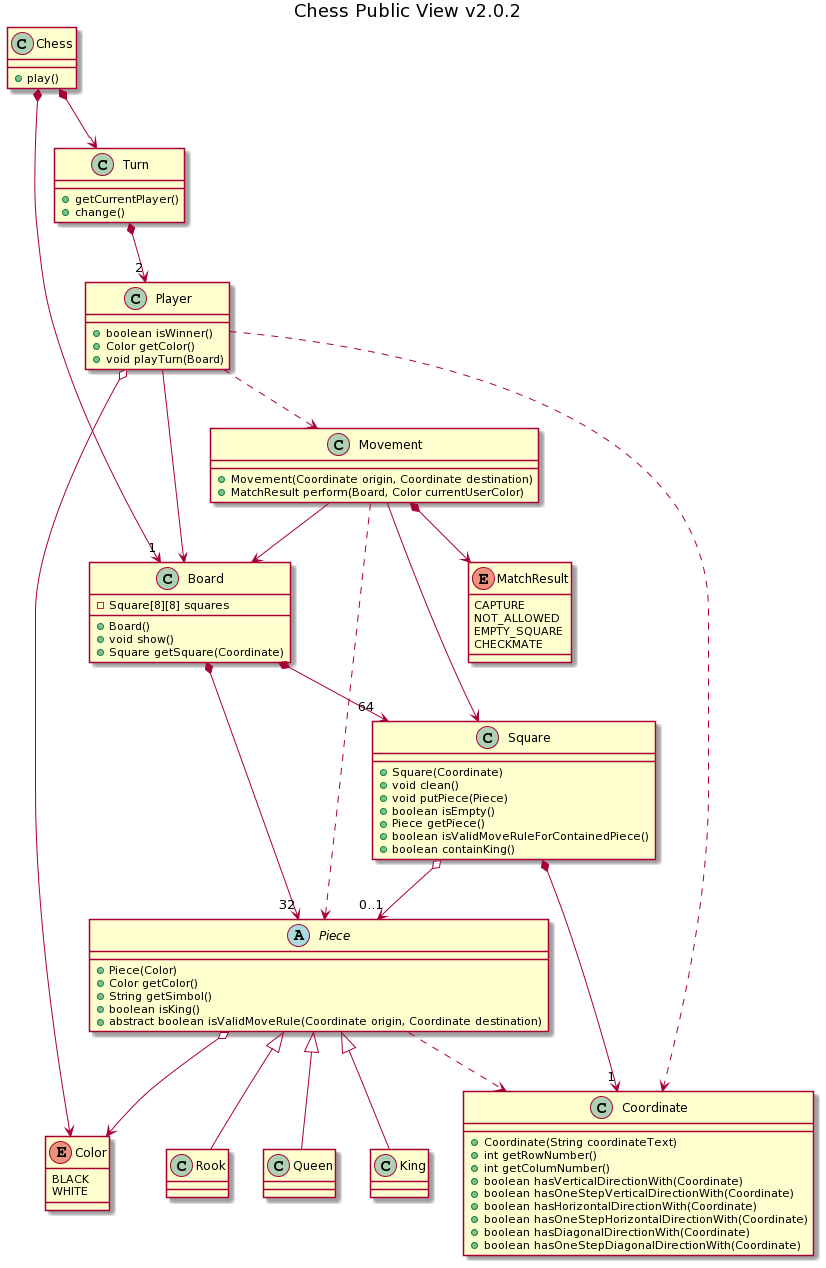 Chess Public View v2.0.2
C Chess
play()
C Turn
getCurrentPlayer()
change()
2
C Player
boolean isWinner()
Color getColor()
void playTurn(Board)
C Movement
Movement(Coordinate origin, Coordinate destination)
MatchResult perform(Board, Color currentUserColor)
1
C Board
Square[8][8] squares
Board()
void show()
Square getSquare(Coordinate)
E MatchResult
CAPTURE
NOT_ALLOWED
EMPTY_SQUARE
CHECKMATE
64
C Square
Square(Coordinate)
void clean()
void putPiece(Piece)
boolean isEmpty()
Piece getPiece()
boolean isValidMoveRuleForContainedPiece()
boolean containKing()
32
0..1
A Piece
Piece(Color)
Color getColor()
String getSimbol()
boolean isKing()
abstract boolean isValidMoveRule(Coordinate origin, Coordinate destination)
1
E Color
BLACK
WHITE
C Rook
C Queen
C King
C Coordinate
Coordinate(String coordinateText)
int getRowNumber()
int getColumNumber()
boolean hasVerticalDirectionWith(Coordinate)
boolean hasOneStepVerticalDirectionWith(Coordinate)
boolean hasHorizontalDirectionWith(Coordinate)
boolean hasOneStepHorizontalDirectionWith(Coordinate)
boolean hasDiagonalDirectionWith(Coordinate)
boolean hasOneStepDiagonalDirectionWith(Coordinate)